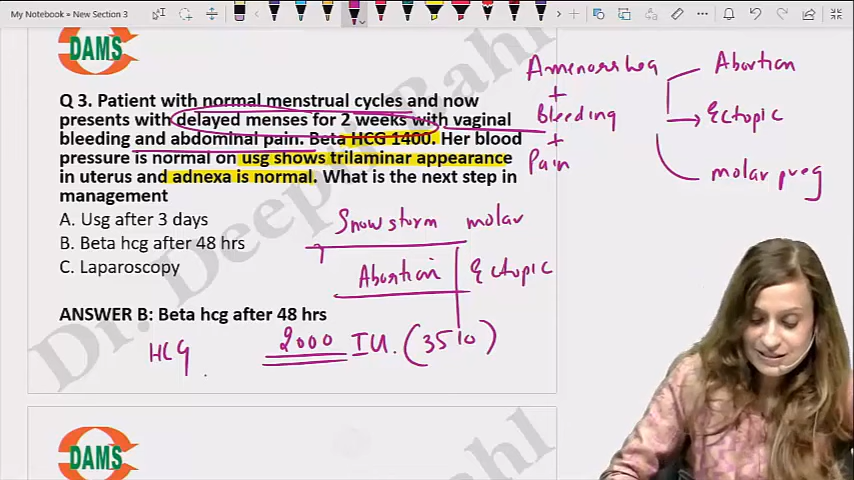 My Notebook » New Section 3
DAMS
Q 3. Patient with normal menstrual cycles and now
presents with delayed menses for 2 weeks with vaginal
bleeding and abdominal pain. Beta HCG 1400. Her blood
pressure is normal on usg shows trilaminar appearance
in uterus and adnexa is normal. What is the next step in
management
A. Usg after 3 days
B. Beta hcg after 48 hrs
C. Laparoscopy
ANSWER B: Beta hcg after 48 hrs
Amenorrhea
+
Bleeding
+
Pain
Abortion
Ectopic
molar preg
Snowstorm molar
Abortion Ectopic
HCG 2000 IU. (3510)
Dr. Deepti Bahl
DAMS